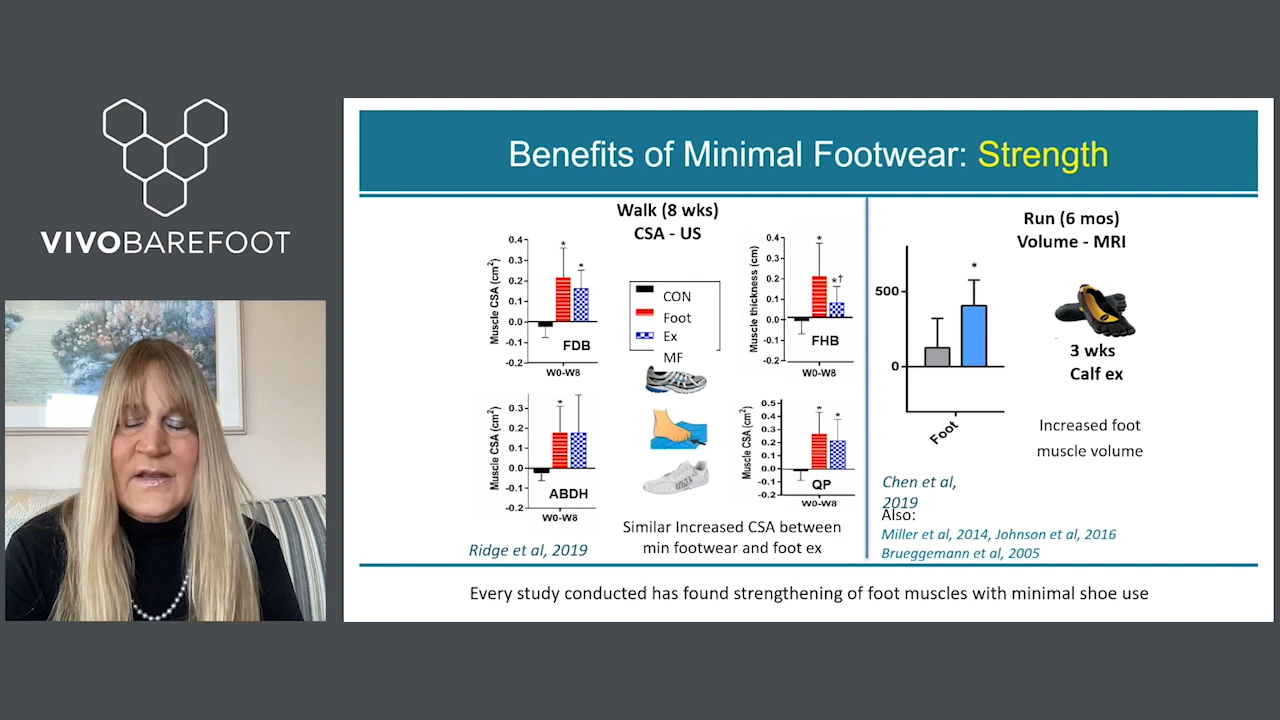 VIVOBAREFOOT
Benefits of Minimal Footwear: Strength
Walk (8 wks)
CSA - US
Muscle CSA (cm²)
0.4
0.3
0.2
0.1
0.0
-0.1
-0.2
*
*
FDB
W0-W8
CON
Foot
Ex
MF
Muscle thickness (cm)
0.4
0.3
0.2
0.1
0.0
-0.1
-0.2
*
*†
FHB
W0-W8
Muscle CSA (cm²)
0.3
0.2
0.1
0.0
-0.1
-0.2
*
ABDH
W0-W8
Muscle CSA (cm²)
0.5
0.4
0.3
0.2
0.1
0.0
-0.1
-0.2
*
*
QP
W0-W8
Similar Increased CSA between
min footwear and foot ex
Ridge et al, 2019
Run (6 mos)
Volume - MRI
500
0
*
Foot
3 wks
Calf ex
Increased foot
muscle volume
Chen et al,
2019
Also:
Miller et al, 2014, Johnson et al, 2016
Brueggemann et al, 2005
Every study conducted has found strengthening of foot muscles with minimal shoe use